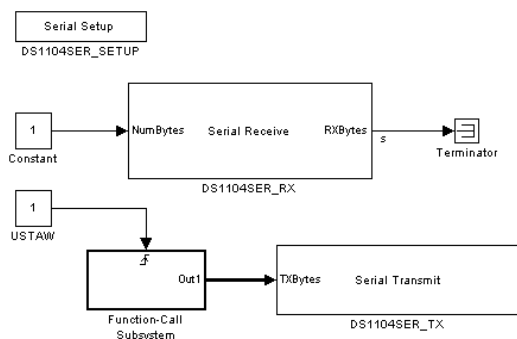 Serial Setup
DS1104SER_SETUP
1
Constant
NumBytes
Serial Receive
RXBytes
DS1104SER_RX
s
Terminator
1
USTAW
Out1
Function-Call
Subsystem
TXBytes
Serial Transmit
DS1104SER_TX